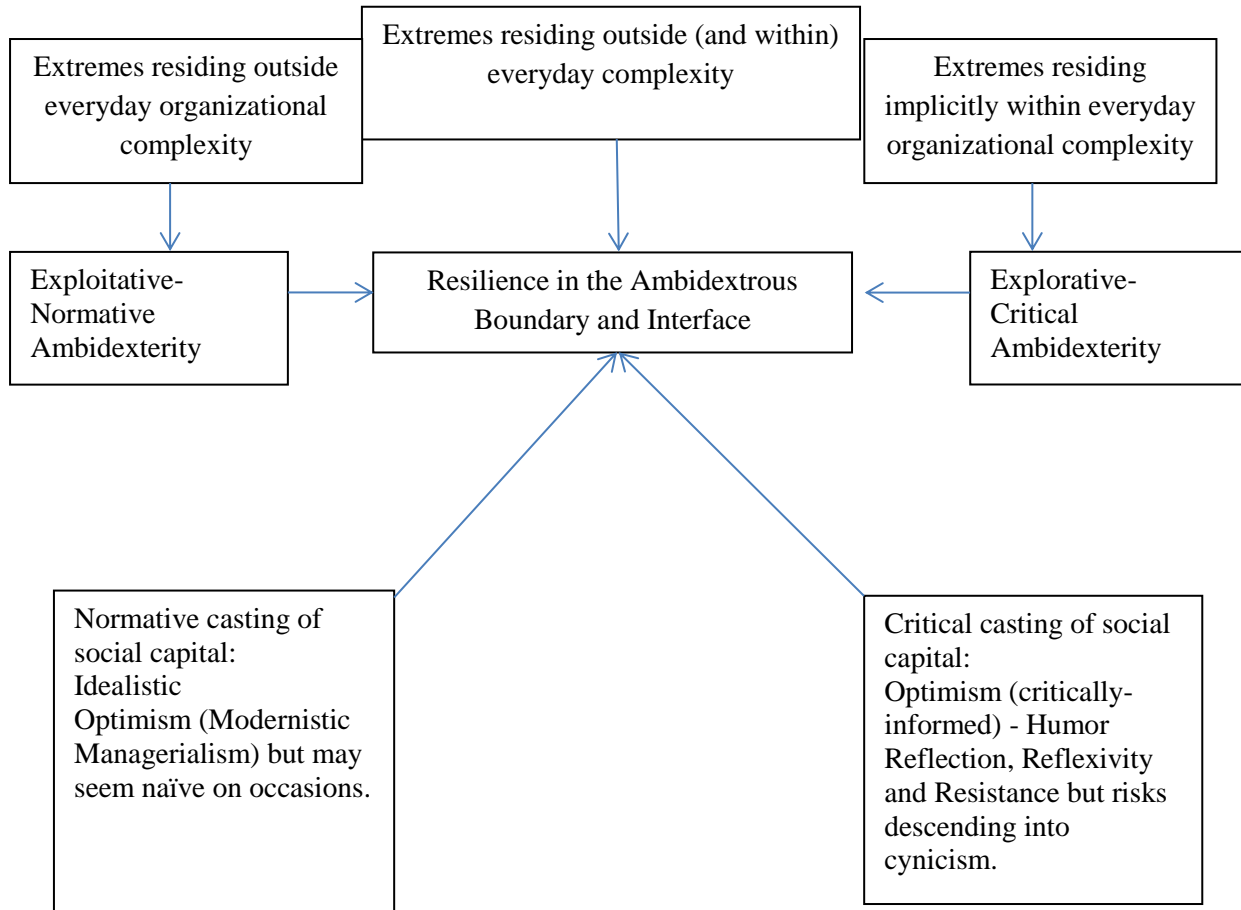 Extremes residing outside
everyday organizational
complexity
Extremes residing outside (and within)
everyday complexity
Extremes residing
implicitly within everyday
organizational complexity
Exploitative-
Normative
Ambidexterity
Resilience in the Ambidextrous
Boundary and Interface
Explorative-
Critical
Ambidexterity
Normative casting of
social capital:
Idealistic
Optimism (Modernistic
Managerialism) but may
seem naïve on occasions.
Critical casting of social
capital:
Optimism (critically-
informed) - Humor
Reflection, Reflexivity
and Resistance but risks
descending into
cynicism.